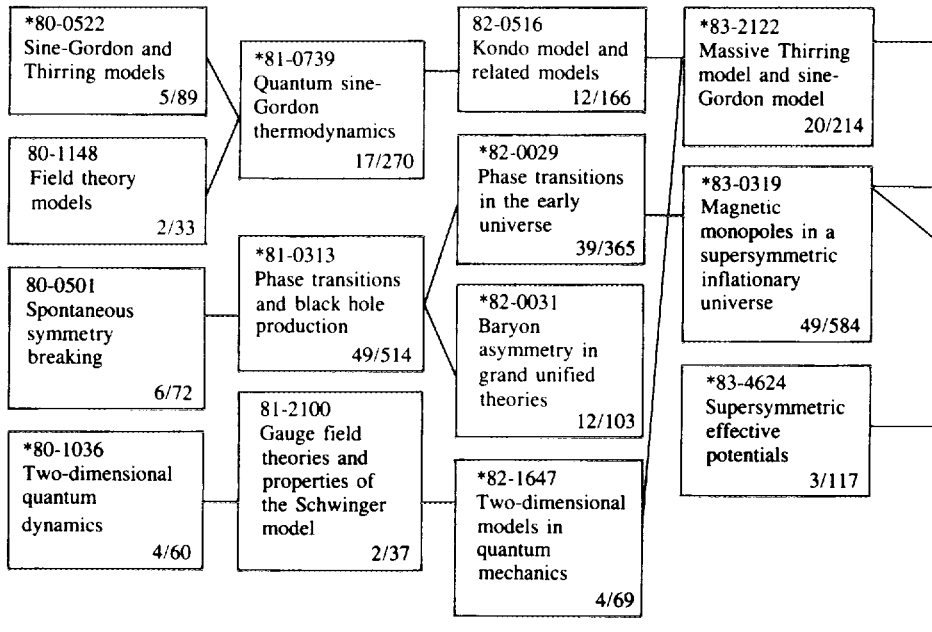 *80-0522
Sine-Gordon and
Thirring models
5/89
80-1148
Field theory
models
2/33
80-0501
Spontaneous
symmetry
breaking
6/72
*80-1036
Two-dimensional
quantum
dynamics
4/60
*81-0739
Quantum sine-
Gordon
thermodynamics
17/270
*81-0313
Phase transitions
and black hole
production
49/514
81-2100
Gauge field
theories and
properties of
the Schwinger
model
2/37
82-0516
Kondo model and
related models
12/166
*82-0029
Phase transitions
in the early
universe
39/365
*82-0031
Baryon
asymmetry in
grand unified
theories
12/103
*82-1647
Two-dimensional
models in
quantum
mechanics
4/69
*83-2122
Massive Thirring
model and sine-
Gordon model
20/214
*83-0319
Magnetic
monopoles in a
supersymmetric
inflationary
universe
49/584
*83-4624
Supersymmetric
effective
potentials
3/117